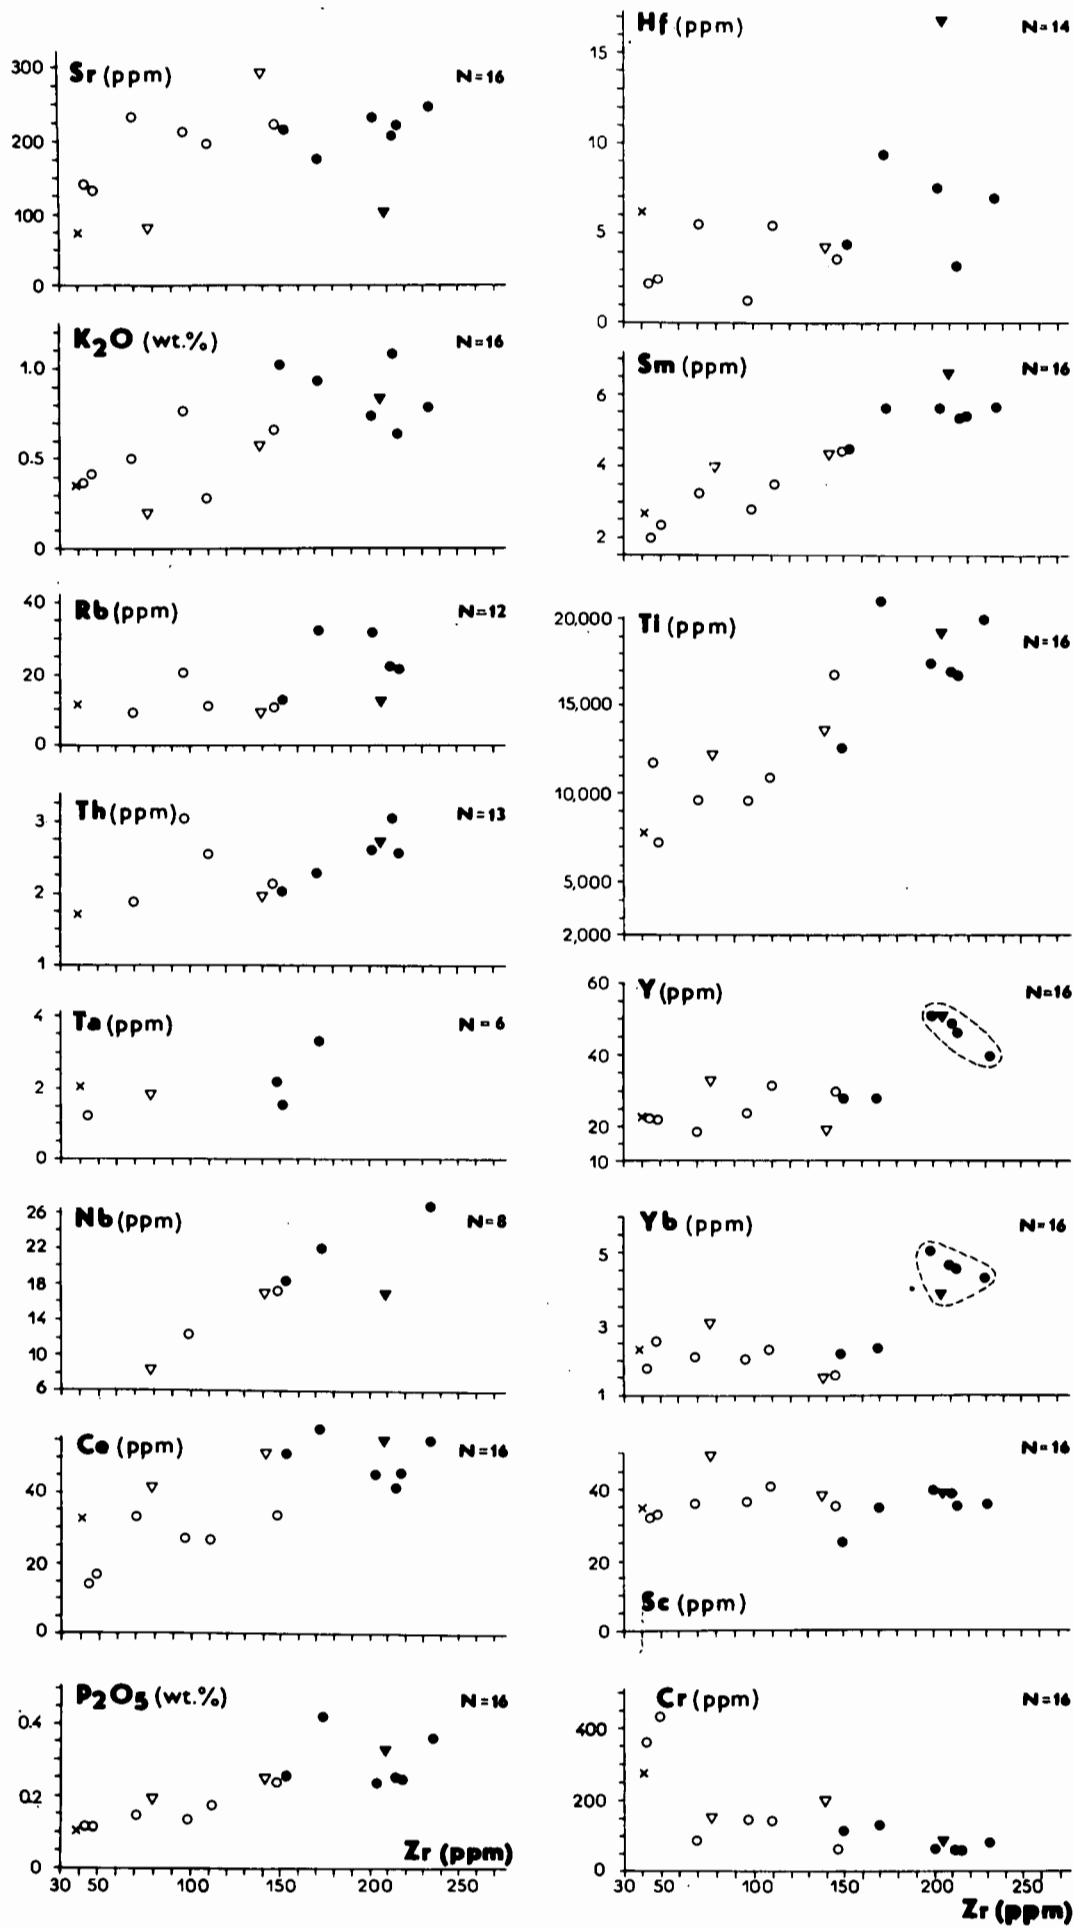 Sr (ppm) N=16
300
200
100
0
K2O (wt.%) N=16
1.0
0.5
0
Rb (ppm) N=12
40
20
0
Th (ppm) N=13
3
2
1
Ta (ppm) N=6
4
2
0
Nb (ppm) N=8
26
22
18
14
10
6
Ce (ppm) N=16
40
20
0
P2O5 (wt.%) N=16
0.4
0.2
0
Zr (ppm)
30 50 100 150 200 250
Hf (ppm) N=14
15
10
5
0
Sm (ppm) N=16
6
4
2
Ti (ppm) N=16
20,000
15,000
10,000
5,000
2,000
Y (ppm) N=16
60
40
20
10
Yb (ppm) N=16
5
3
1
N=16
40
20
Sc (ppm)
0
Cr (ppm) N=16
400
200
0
30 50 100 150 200 250
Zr (ppm)